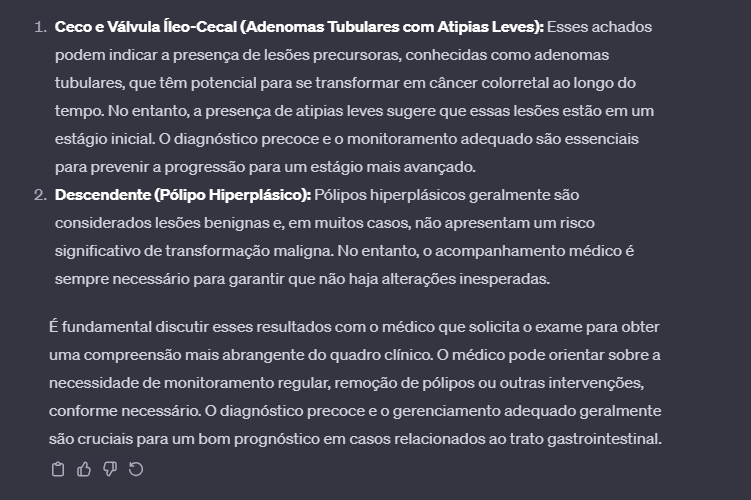 1. Ceco e Válvula Íleo-Cecal (Adenomas Tubulares com Atipias Leves): Esses achados
podem indicar a presença de lesões precursoras, conhecidas como adenomas
tubulares, que têm potencial para se transformar em câncer colorretal ao longo do
tempo. No entanto, a presença de atipias leves sugere que essas lesões estão em um
estágio inicial. O diagnóstico precoce e o monitoramento adequado são essenciais
para prevenir a progressão para um estágio mais avançado.
2. Descendente (Pólipo Hiperplásico): Pólipos hiperplásicos geralmente são
considerados lesões benignas e, em muitos casos, não apresentam um risco
significativo de transformação maligna. No entanto, o acompanhamento médico é
sempre necessário para garantir que não haja alterações inesperadas.
É fundamental discutir esses resultados com o médico que solicita o exame para obter
uma compreensão mais abrangente do quadro clínico. O médico pode orientar sobre a
necessidade de monitoramento regular, remoção de pólipos ou outras intervenções,
conforme necessário. O diagnóstico precoce e o gerenciamento adequado geralmente
são cruciais para um bom prognóstico em casos relacionados ao trato gastrointestinal.